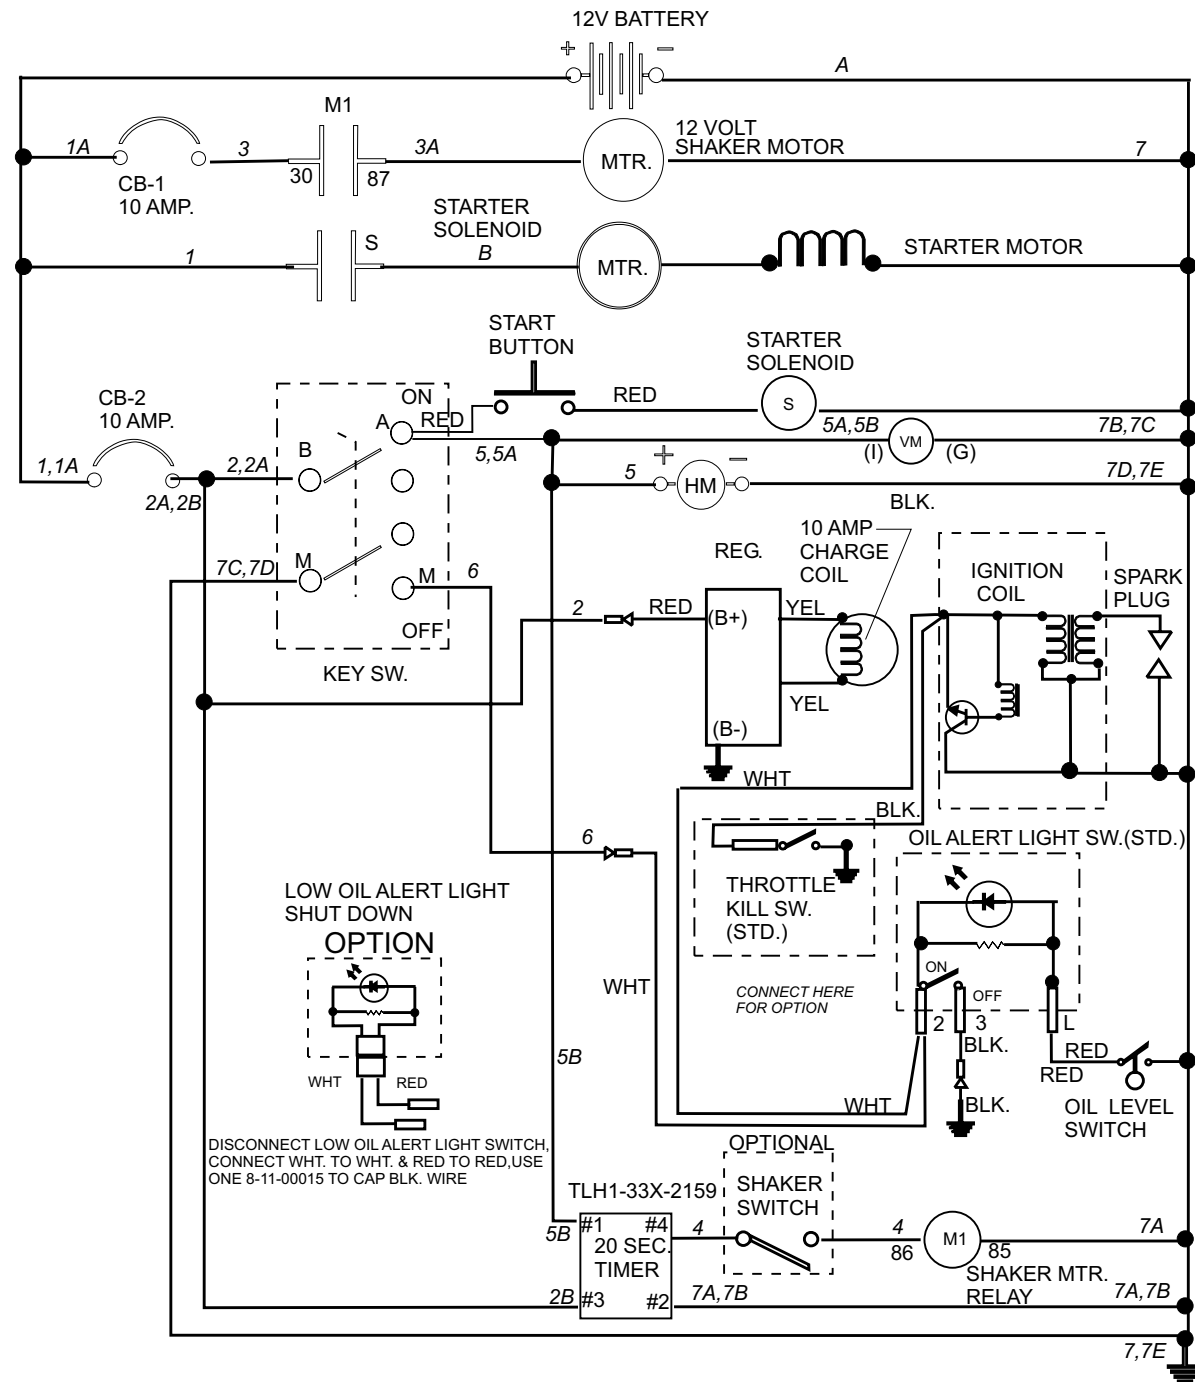 12V BATTERY
+ −
A
M1
1A
3
3A
12 VOLT
SHAKER MOTOR
MTR.
7
30
87
CB-1
10 AMP.
STARTER
SOLENOID
S
1
B
MTR.
STARTER MOTOR
START
BUTTON
STARTER
SOLENOID
CB-2
10 AMP.
ON
A
RED
RED
S
5A,5B
7B,7C
5,5A
(I)
VM
(G)
B
1,1A
2,2A
2A,2B
5
+ −
HM
7D,7E
BLK.
10 AMP
CHARGE
COIL
REG.
M
7C,7D
M
6
OFF
KEY SW.
2
RED
(B+)
YEL
YEL
(B-)
IGNITION
COIL
SPARK
PLUG
WHT
BLK.
6
THROTTLE
KILL SW.
(STD.)
OIL ALERT LIGHT SW.(STD.)
LOW OIL ALERT LIGHT
SHUT DOWN
OPTION
WHT
RED
WHT
CONNECT HERE
FOR OPTION
ON
OFF
2
3
L
BLK.
RED
RED
BLK.
WHT
OIL LEVEL
SWITCH
5B
DISCONNECT LOW OIL ALERT LIGHT SWITCH,
CONNECT WHT. TO WHT. & RED TO RED,USE
ONE 8-11-00015 TO CAP BLK. WIRE
OPTIONAL
SHAKER
SWITCH
TLH1-33X-2159
5B
#1
#4
20 SEC.
TIMER
4
4
86
M1
85
7A
SHAKER MTR.
RELAY
2B
#3
#2
7A,7B
7A,7B
7,7E